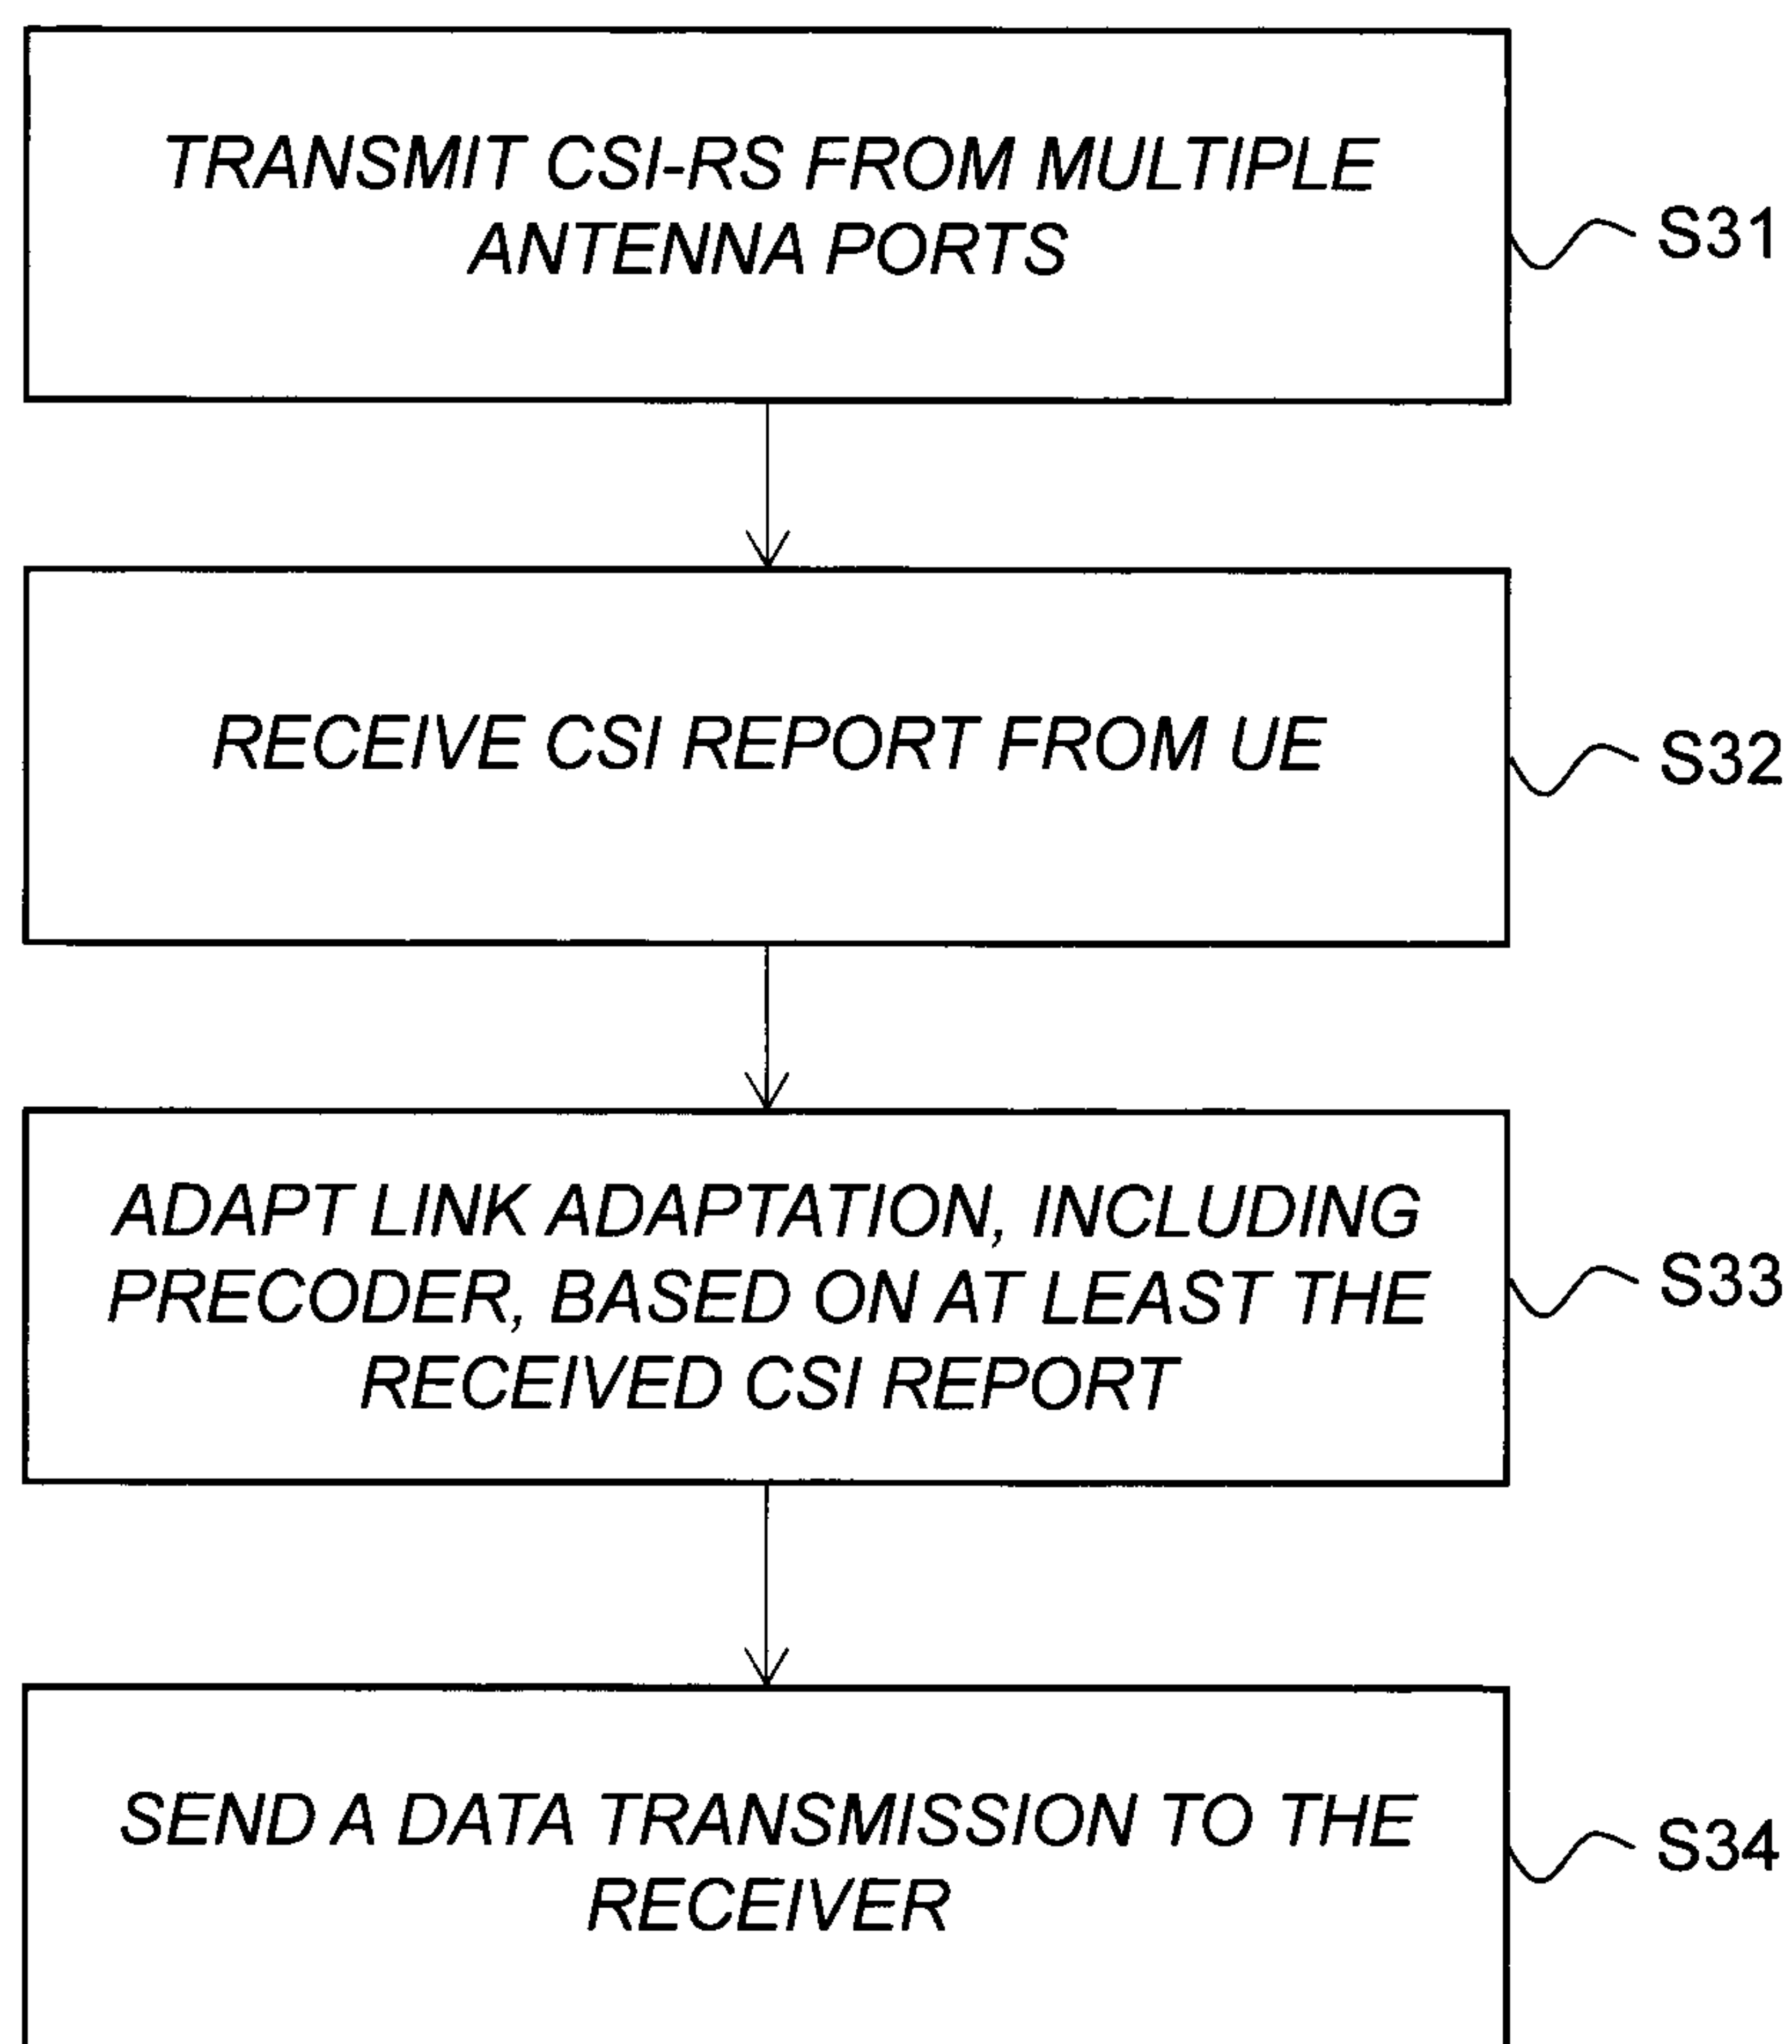 TRANSMIT CSI-RS FROM MULTIPLE
ANTENNA PORTS
S31
RECEIVE CSI REPORT FROM UE
S32
ADAPT LINK ADAPTATION, INCLUDING
PRECODER, BASED ON AT LEAST THE
RECEIVED CSI REPORT
S33
SEND A DATA TRANSMISSION TO THE
RECEIVER
S34